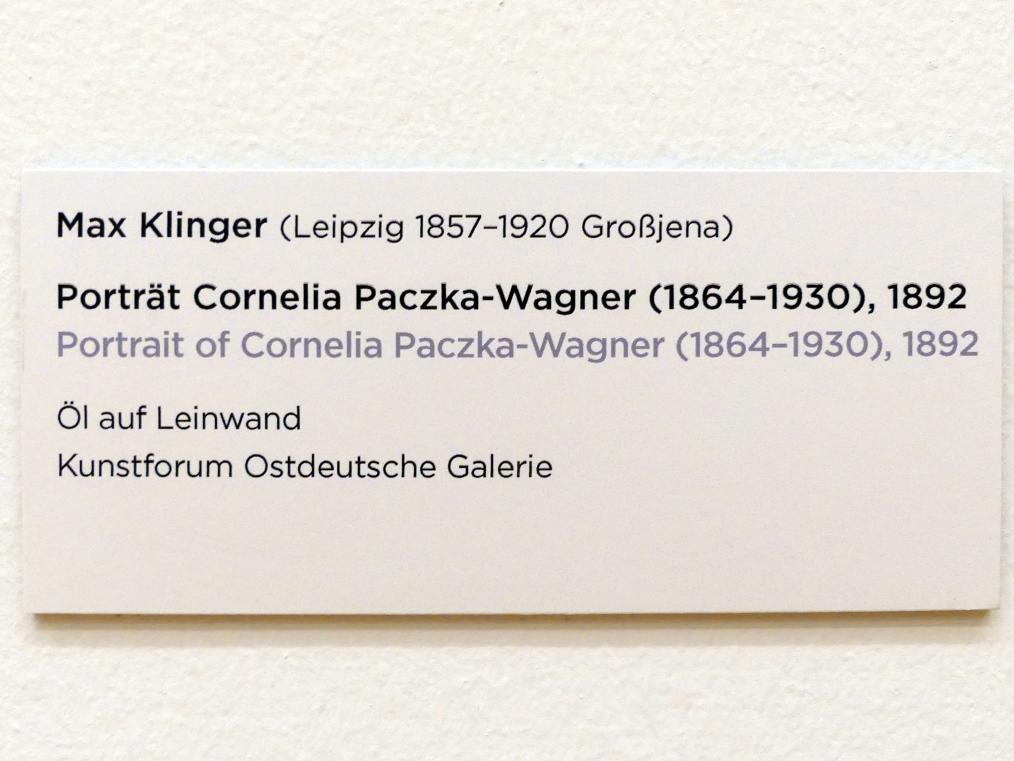 Max Klinger (Leipzig 1857–1920 Großjena)
Porträt Cornelia Paczka-Wagner (1864–1930), 1892
Portrait of Cornelia Paczka-Wagner (1864–1930), 1892
Öl auf Leinwand
Kunstforum Ostdeutsche Galerie